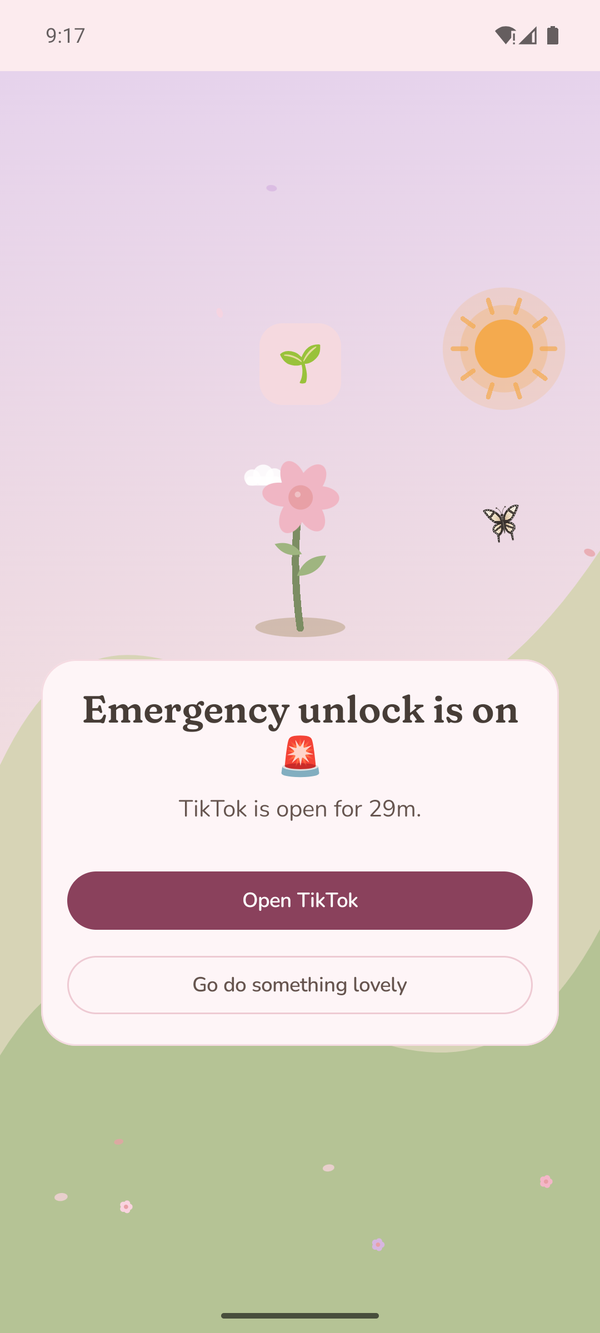 9:17
Emergency unlock is on
🚨
TikTok is open for 29m.
Open TikTok
Go do something lovely